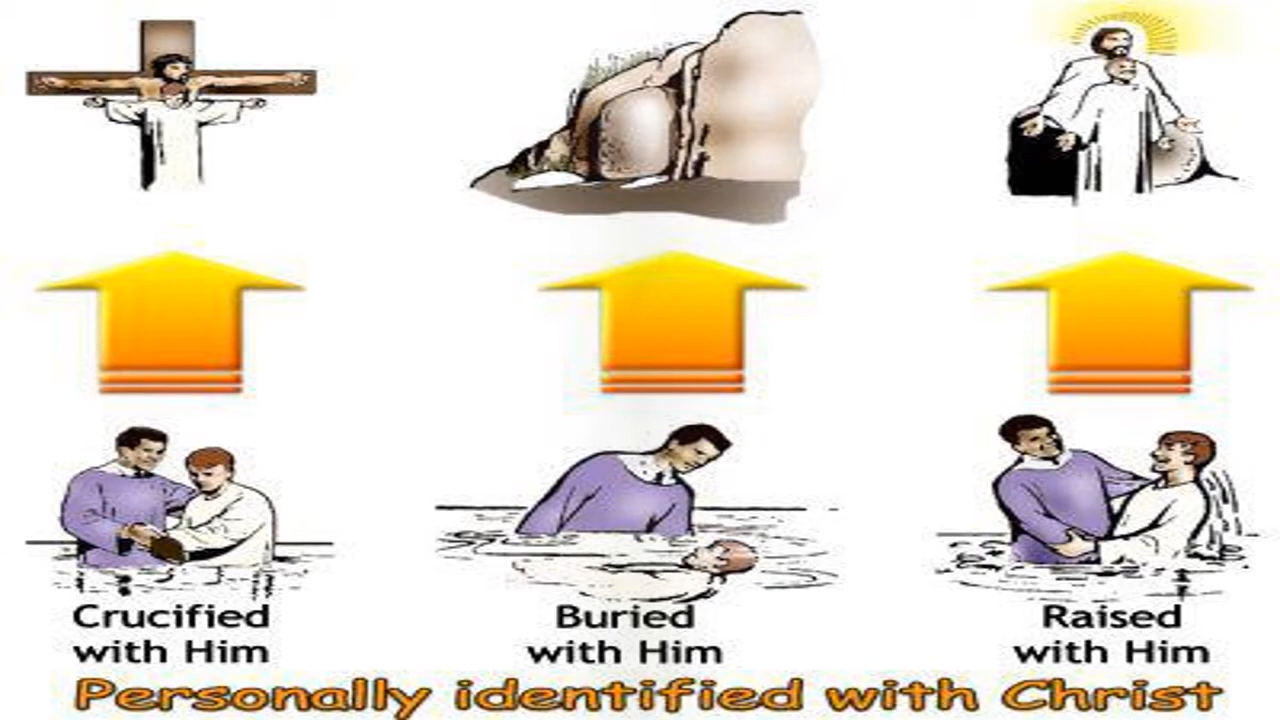 Crucified
with Him
Buried
with Him
Raised
with Him
Personally identified with Christ